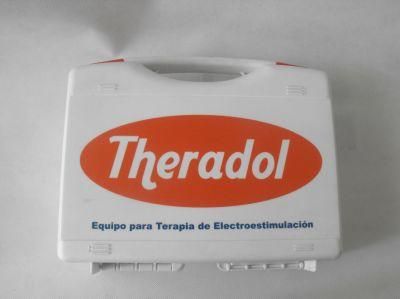 Theradol
Equipo para Terapia de Electroestimulación